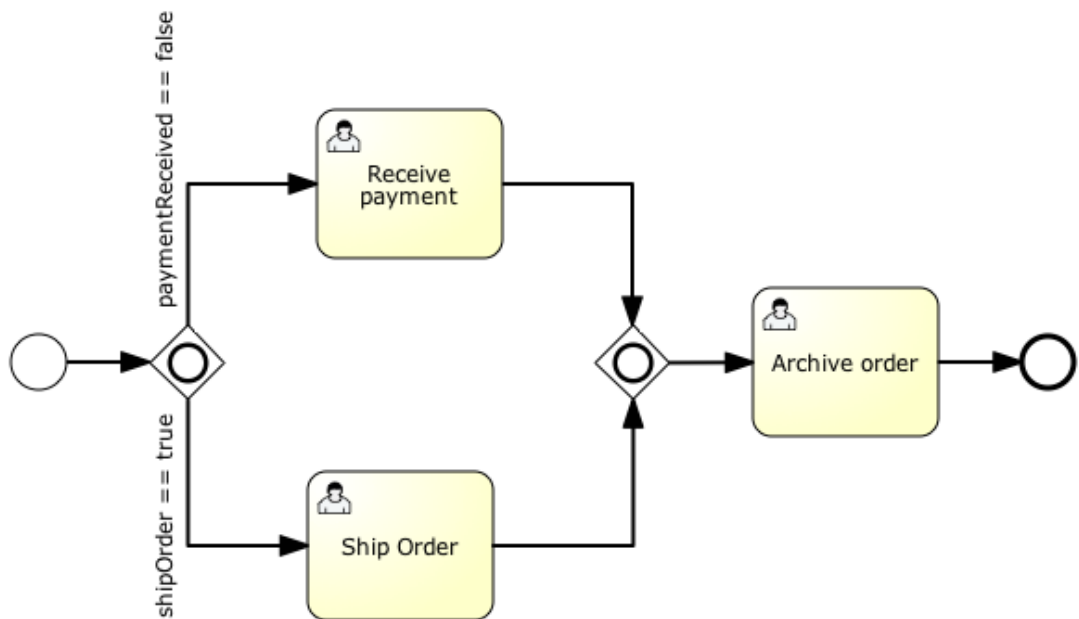 paymentReceived == false
Receive
payment
Archive order
shipOrder == true
Ship Order